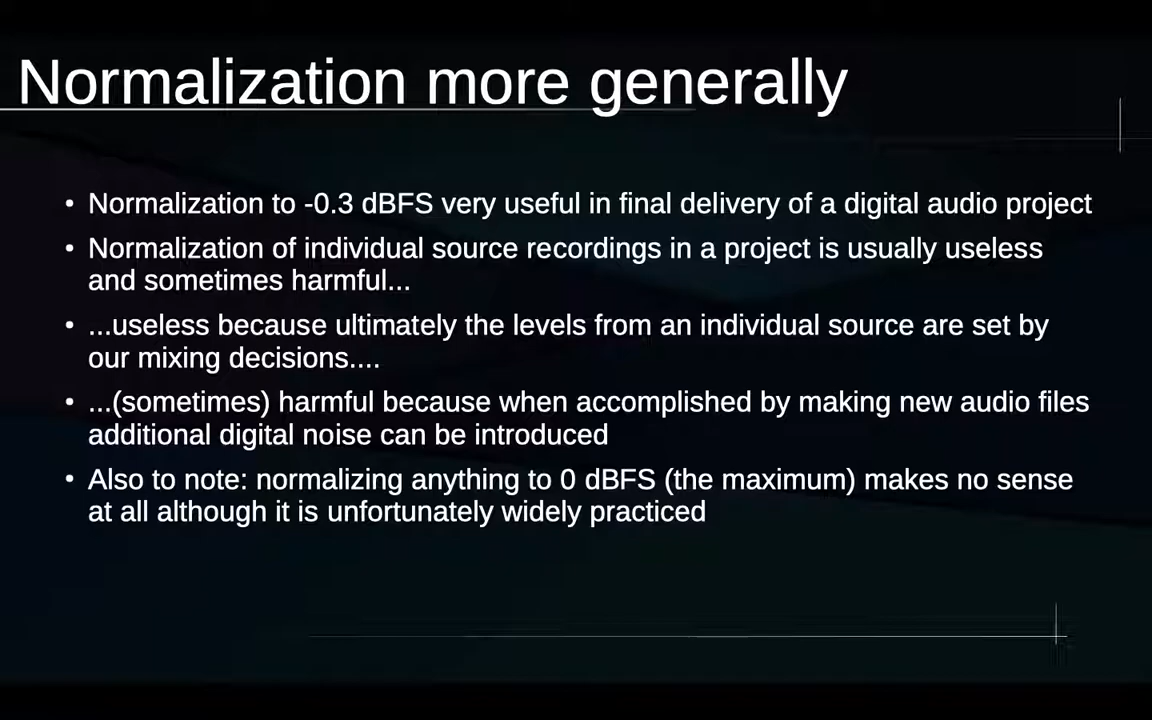 Normalization more generally
• Normalization to -0.3 dBFS very useful in final delivery of a digital audio project
• Normalization of individual source recordings in a project is usually useless
and sometimes harmful...
• ...useless because ultimately the levels from an individual source are set by
our mixing decisions....
• ...(sometimes) harmful because when accomplished by making new audio files
additional digital noise can be introduced
• Also to note: normalizing anything to 0 dBFS (the maximum) makes no sense
at all although it is unfortunately widely practiced